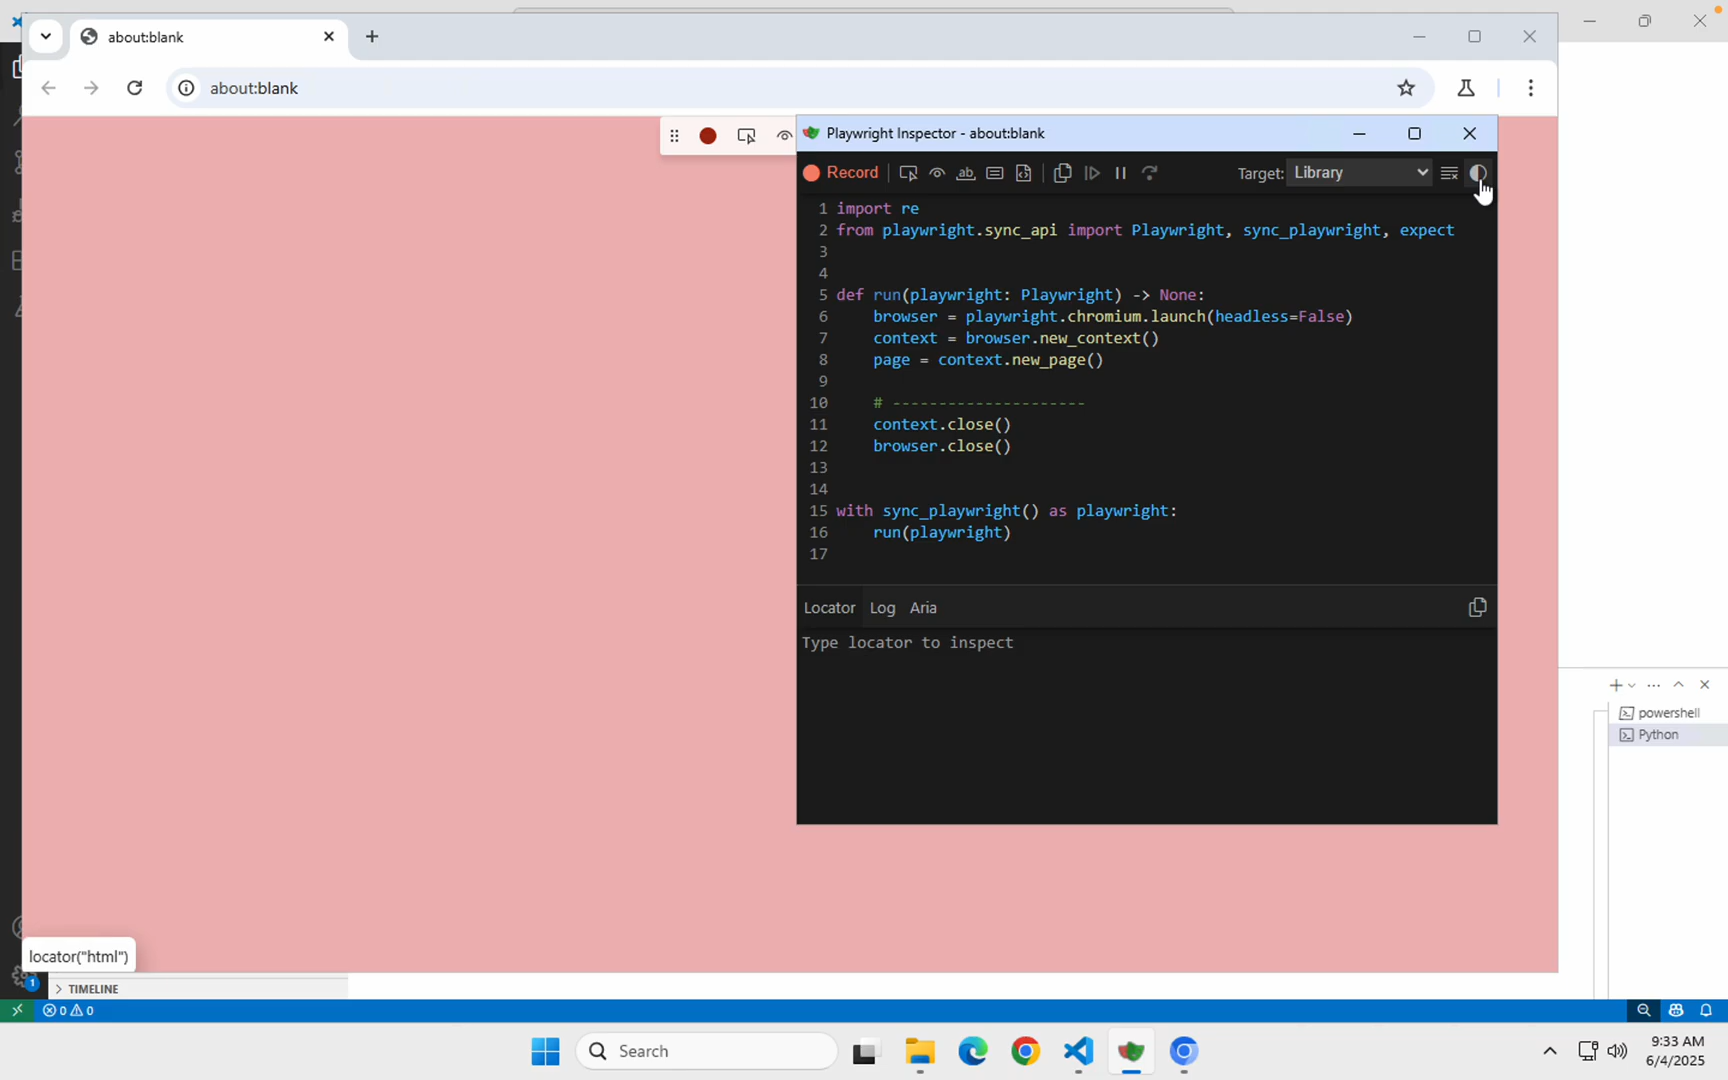 about:blank
about:blank
Playwright Inspector - about:blank
Record
ab
Target: Library
1 import re
2 from playwright.sync_api import Playwright, sync_playwright, expect
3
4
5 def run(playwright: Playwright) -> None:
6     browser = playwright.chromium.launch(headless=False)
7     context = browser.new_context()
8     page = context.new_page()
9
10     # ---------------------
11     context.close()
12     browser.close()
13
14
15 with sync_playwright() as playwright:
16     run(playwright)
17
Locator Log Aria
Type locator to inspect
powershell
Python
locator("html")
1
TIMELINE
0 0
Search
9:33 AM
6/4/2025